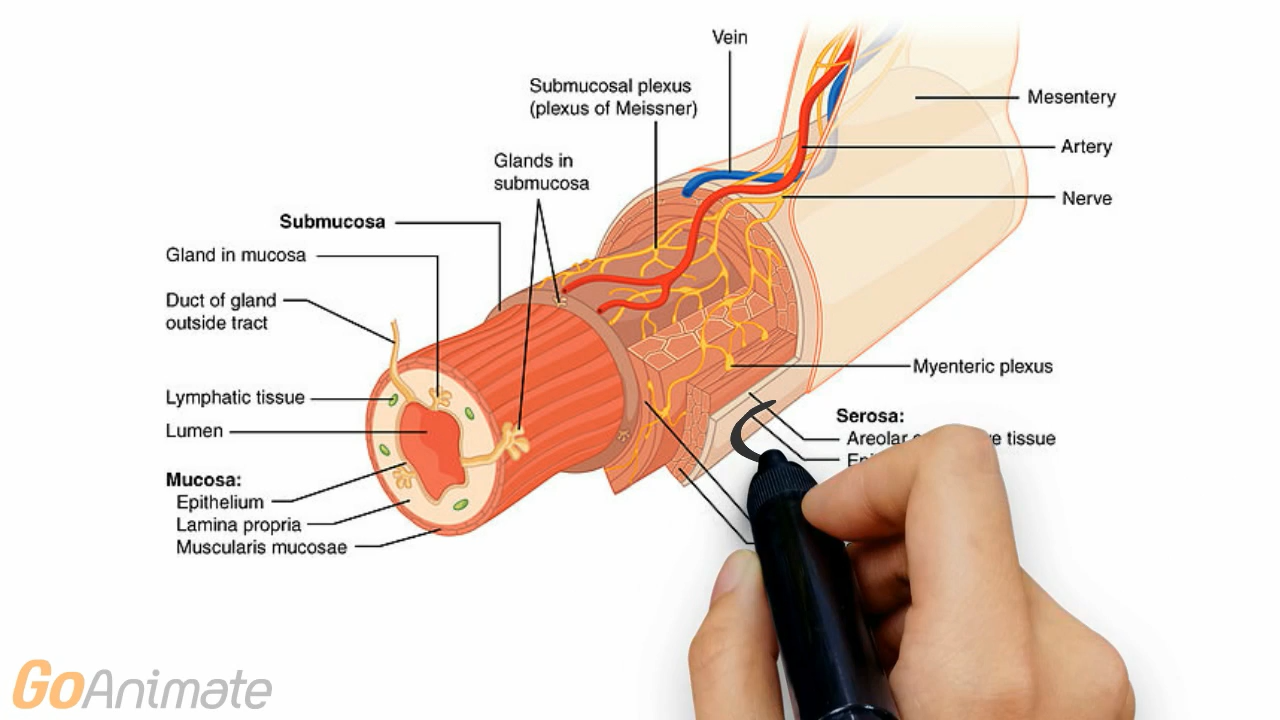 Vein
Submucosal plexus
(plexus of Meissner)
Mesentery
Artery
Glands in
submucosa
Nerve
Submucosa
Gland in mucosa
Duct of gland
outside tract
Myenteric plexus
Lymphatic tissue
Serosa:
Areolar tissue
Lumen
Mucosa:
Epithelium
Lamina propria
Muscularis mucosae
GoAnimate